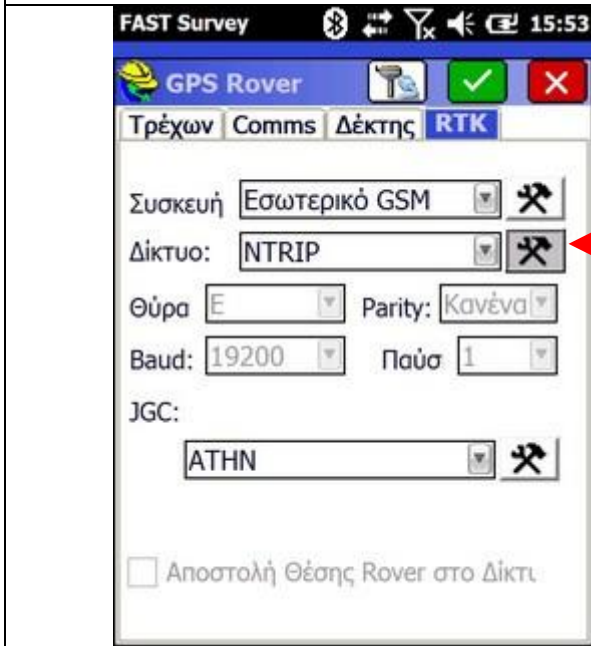 FAST Survey 15:53
GPS Rover
Τρέχων Comms Δέκτης RTK
Συσκευή Εσωτερικό GSM
Δίκτυο: NTRIP
Θύρα E Parity: Κανένα
Baud: 19200 Παύσ 1
JGC:
ATHN
Αποστολή Θέσης Rover στο Δίκτι